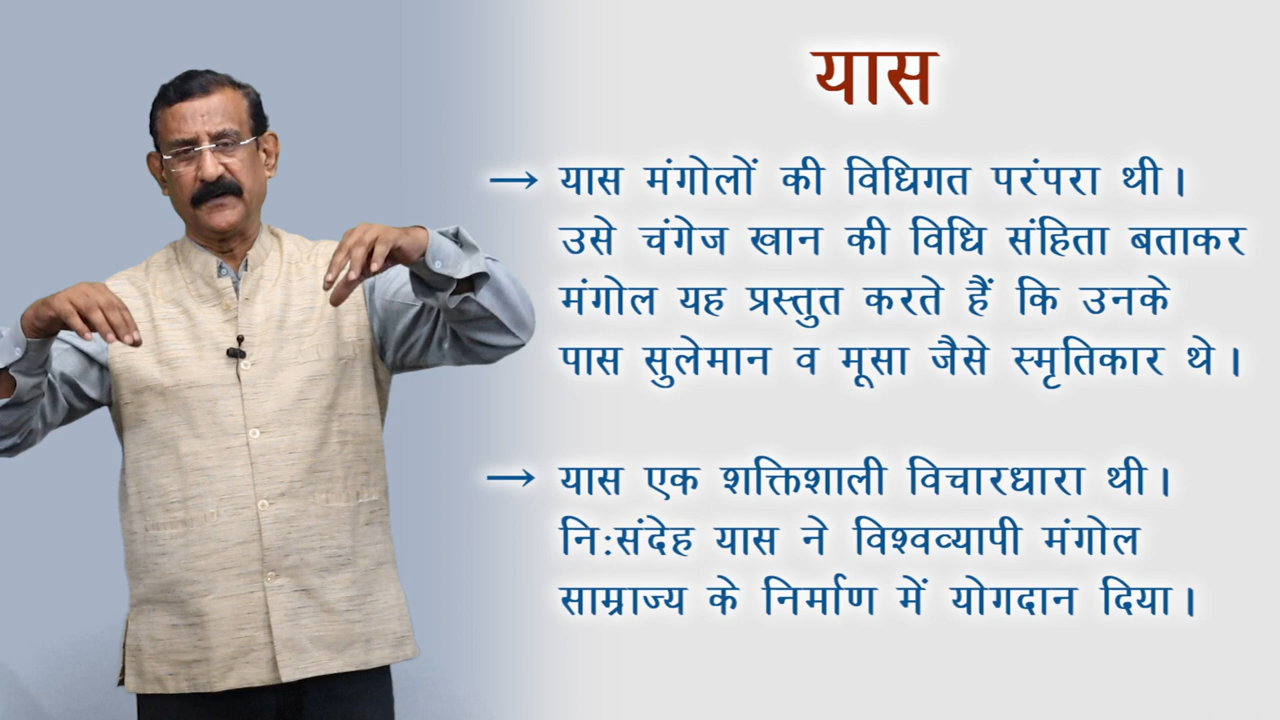 यास
→ यास मंगोलों की विधिगत परंपरा थी।
उसे चंगेज खान की विधि संहिता बताकर
मंगोल यह प्रस्तुत करते हैं कि उनके
पास सुलेमान व मूसा जैसे स्मृतिकार थे।
→ यास एक शक्तिशाली विचारधारा थी।
नि:संदेह यास ने विश्वव्यापी मंगोल
साम्राज्य के निर्माण में योगदान दिया।